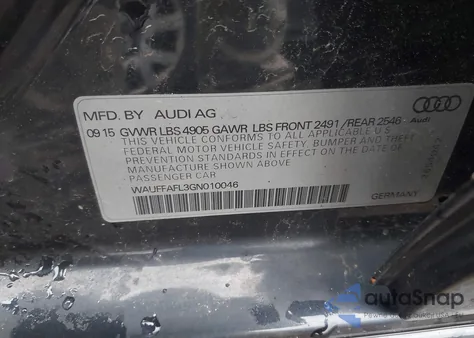 MFD. BY AUDI AG
09 15 GVWR LBS 4905 GAWR LBS FRONT 2491 /REAR 2546
Audi
THIS VEHICLE CONFORMS TO ALL APPLICABLE U.S.
FEDERAL MOTOR VEHICLE SAFETY, BUMPER AND THEFT
PREVENTION STANDARDS IN EFFECT ON THE DATE OF
MANUFACTURE SHOWN ABOVE
PASSENGER CAR
WAUFFAFL3GN010046
GERMANY
autoSnap